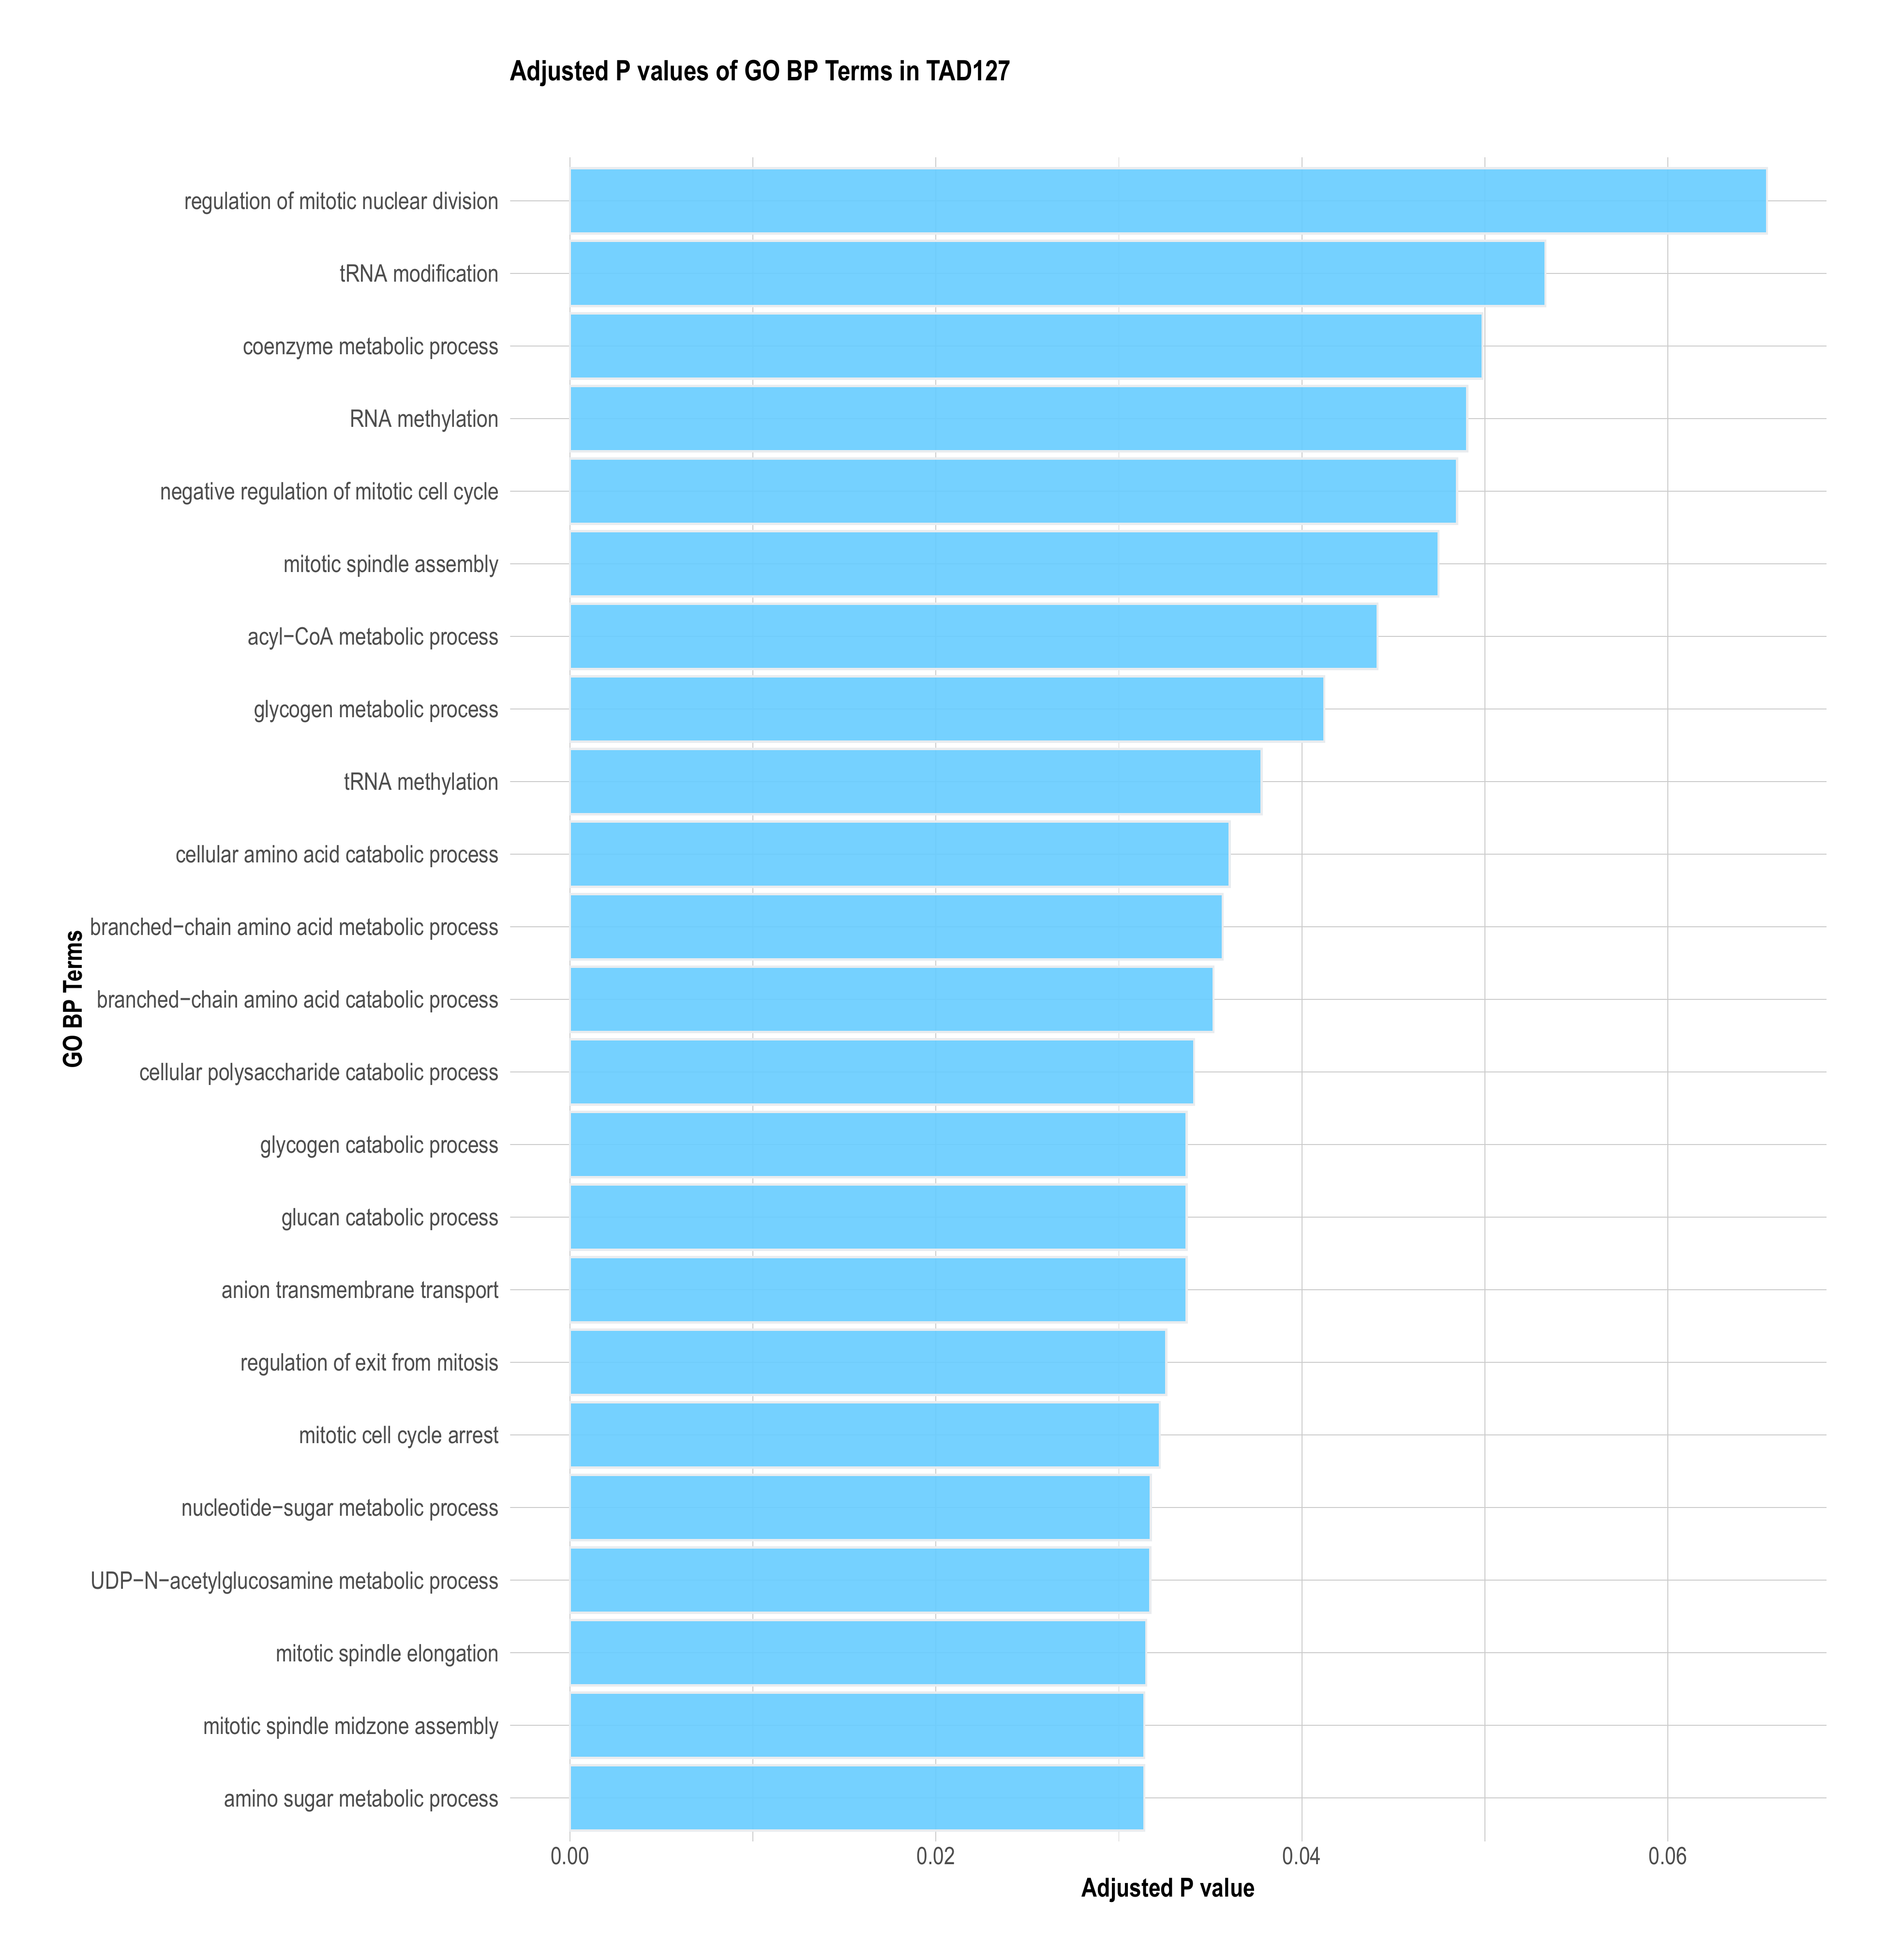 Adjusted P values of GO BP Terms in TAD127
regulation of mitotic nuclear division
tRNA modification
coenzyme metabolic process
RNA methylation
negative regulation of mitotic cell cycle
mitotic spindle assembly
acyl−CoA metabolic process
glycogen metabolic process
tRNA methylation
cellular amino acid catabolic process
branched−chain amino acid metabolic process
branched−chain amino acid catabolic process
cellular polysaccharide catabolic process
glycogen catabolic process
glucan catabolic process
anion transmembrane transport
regulation of exit from mitosis
mitotic cell cycle arrest
nucleotide−sugar metabolic process
UDP−N−acetylglucosamine metabolic process
mitotic spindle elongation
mitotic spindle midzone assembly
amino sugar metabolic process
GO BP Terms
0.00 0.02 0.04 0.06
Adjusted P value